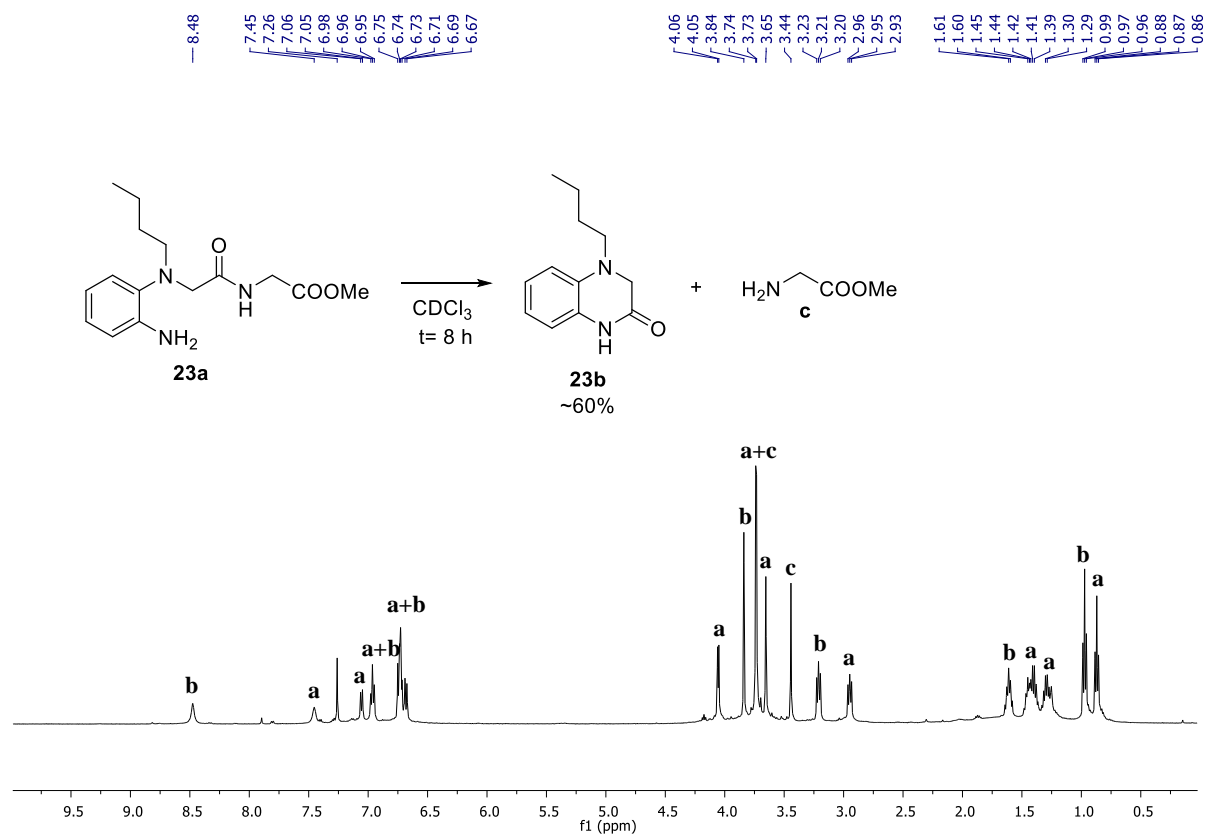 8.48
7.45
7.26
7.06
7.05
6.98
6.96
6.95
6.75
6.74
6.73
6.71
6.69
6.67
4.06
4.05
3.84
3.74
3.73
3.65
3.44
3.23
3.21
3.20
2.96
2.95
2.93
1.61
1.60
1.45
1.44
1.42
1.41
1.39
1.30
1.29
0.99
0.97
0.96
0.88
0.87
0.86
N
O
N
H
COOMe
NH2
23a
CDCl3
t= 8 h
N
N
H
O
23b
~60%
+
H2N
COOMe
c
b
a
a
a+b
a+b
a
b
a+c
a
c
b
a
b
a
a
b
a
9.5 9.0 8.5 8.0 7.5 7.0 6.5 6.0 5.5 5.0 4.5 4.0 3.5 3.0 2.5 2.0 1.5 1.0 0.5
f1 (ppm)